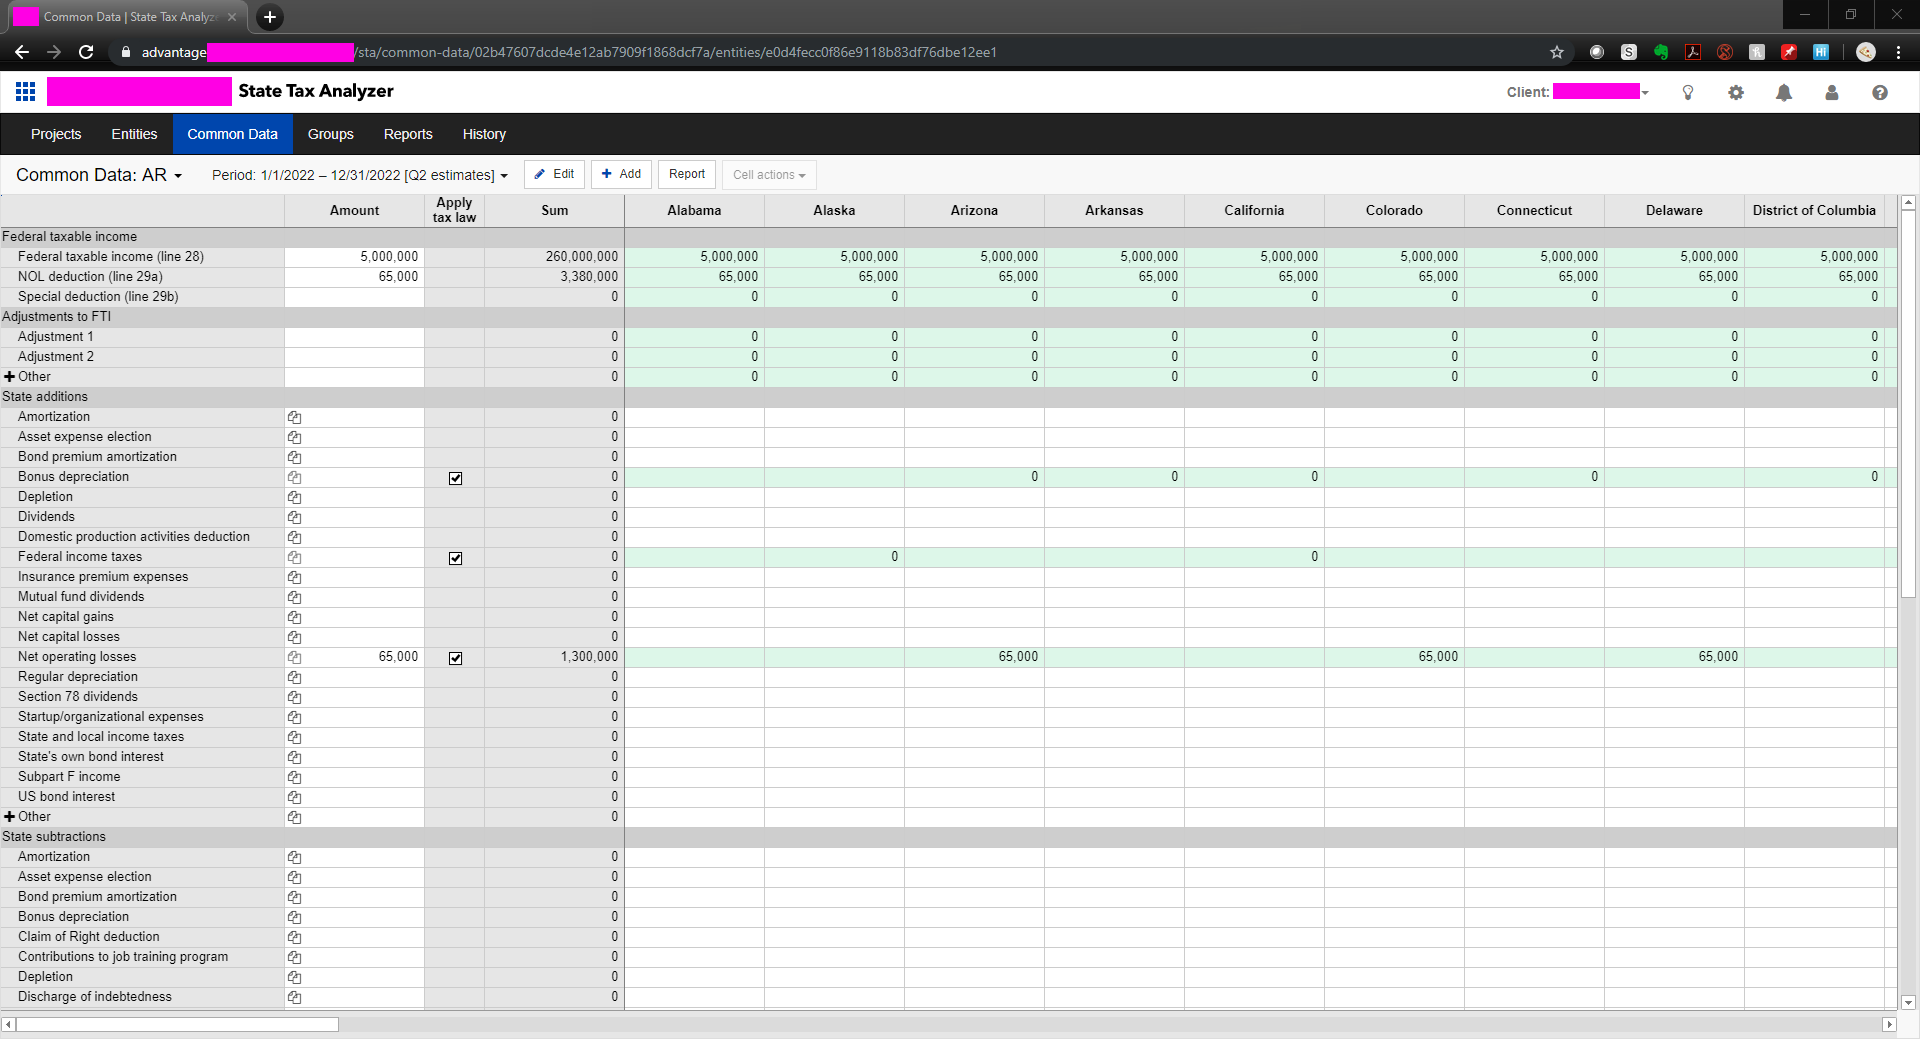 Common Data | State Tax Analyze
advantage /sta/common-data/02b47607dcde4e12ab7909f1868dcf7a/entities/e0d4fecc0f86e9118b83df76dbe12ee1
State Tax Analyzer
Client:
Projects Entities Common Data Groups Reports History
Common Data: AR Period: 1/1/2022 – 12/31/2022 [Q2 estimates] Edit Add Report Cell actions
Amount Apply tax law Sum Alabama Alaska Arizona Arkansas California Colorado Connecticut Delaware District of Columbia
Federal taxable income
Federal taxable income (line 28) 5,000,000 260,000,000 5,000,000 5,000,000 5,000,000 5,000,000 5,000,000 5,000,000 5,000,000 5,000,000 5,000,000
NOL deduction (line 29a) 65,000 3,380,000 65,000 65,000 65,000 65,000 65,000 65,000 65,000 65,000 65,000
Special deduction (line 29b) 0 0 0 0 0 0 0 0 0 0
Adjustments to FTI
Adjustment 1 0 0 0 0 0 0 0 0 0 0
Adjustment 2 0 0 0 0 0 0 0 0 0 0
Other 0 0 0 0 0 0 0 0 0 0
State additions
Amortization 0
Asset expense election 0
Bond premium amortization 0
Bonus depreciation 0 0 0 0 0 0
Depletion 0
Dividends 0
Domestic production activities deduction 0
Federal income taxes 0 0 0
Insurance premium expenses 0
Mutual fund dividends 0
Net capital gains 0
Net capital losses 0
Net operating losses 65,000 1,300,000 65,000 65,000 65,000
Regular depreciation 0
Section 78 dividends 0
Startup/organizational expenses 0
State and local income taxes 0
State's own bond interest 0
Subpart F income 0
US bond interest 0
Other 0
State subtractions
Amortization 0
Asset expense election 0
Bond premium amortization 0
Bonus depreciation 0
Claim of Right deduction 0
Contributions to job training program 0
Depletion 0
Discharge of indebtedness 0